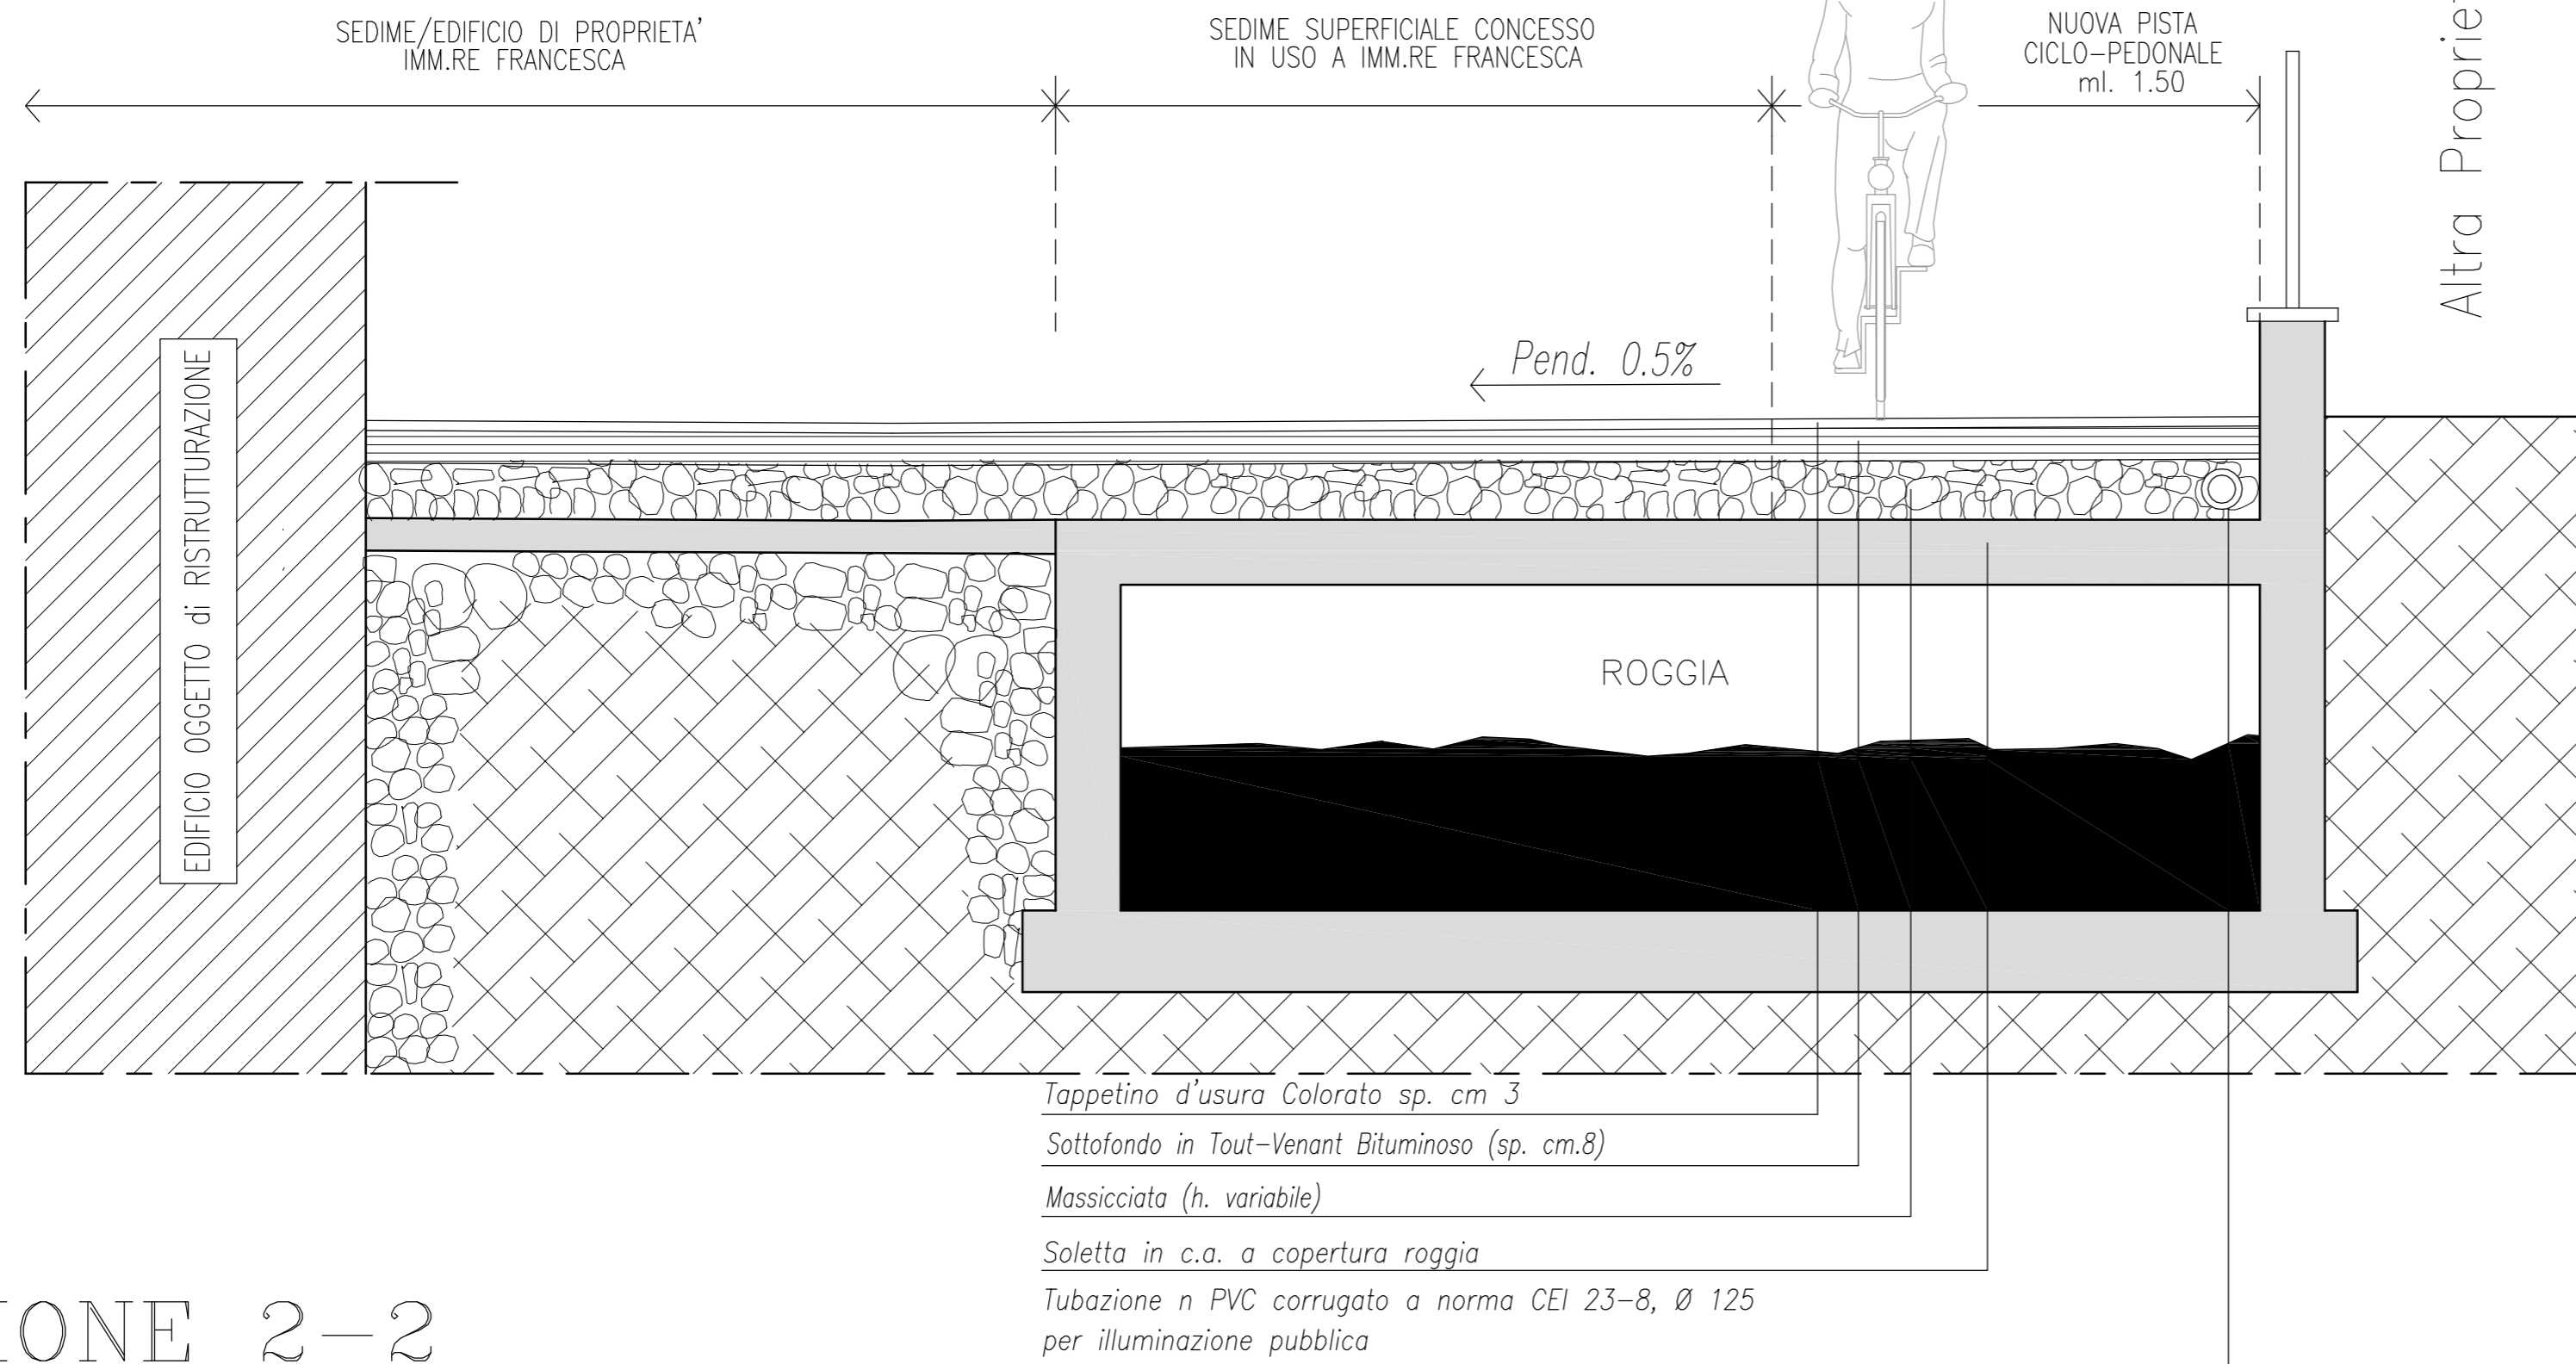 SEDIME/EDIFICIO DI PROPRIETA'
IMM.RE FRANCESCA
SEDIME SUPERFICIALE CONCESSO
IN USO A IMM.RE FRANCESCA
NUOVA PISTA
CICLO-PEDONALE
ml. 1.50
Altra
Pend. 0.5%
EDIFICIO OGGETTO di RISTRUTTURAZIONE
ROGGIA
Tappetino d'usura Colorato sp. cm 3
Sottofondo in Tout-Venant Bituminoso (sp. cm.8)
Massicciata (h. variabile)
Soletta in c.a. a copertura roggia
Tubazione n PVC corrugato a norma CEI 23-8, Ø 125
per illuminazione pubblica
2-2